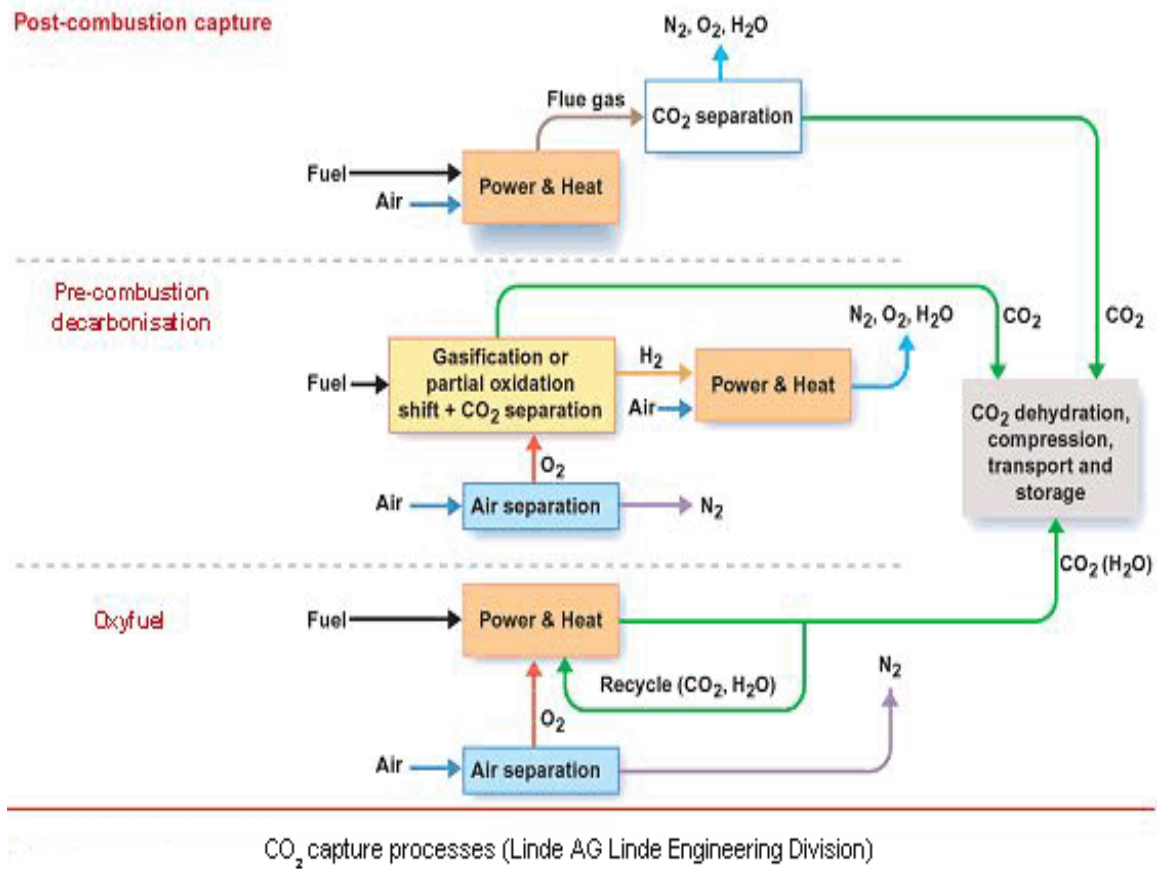 Post-combustion capture
N₂, O₂, H₂O
Flue gas
CO₂ separation
Fuel
Power & Heat
Air
Pre-combustion
decarbonisation
CO₂
CO₂
N₂, O₂, H₂O
Gasification or
partial oxidation
shift + CO₂ separation
H₂
Fuel
Power & Heat
Air
CO₂ dehydration,
compression,
transport and
storage
O₂
Air
Air separation
N₂
CO₂ (H₂O)
Oxyfuel
Fuel
Power & Heat
N₂
Recycle (CO₂, H₂O)
O₂
Air
Air separation
CO₂ capture processes (Linde AG Linde Engineering Division)